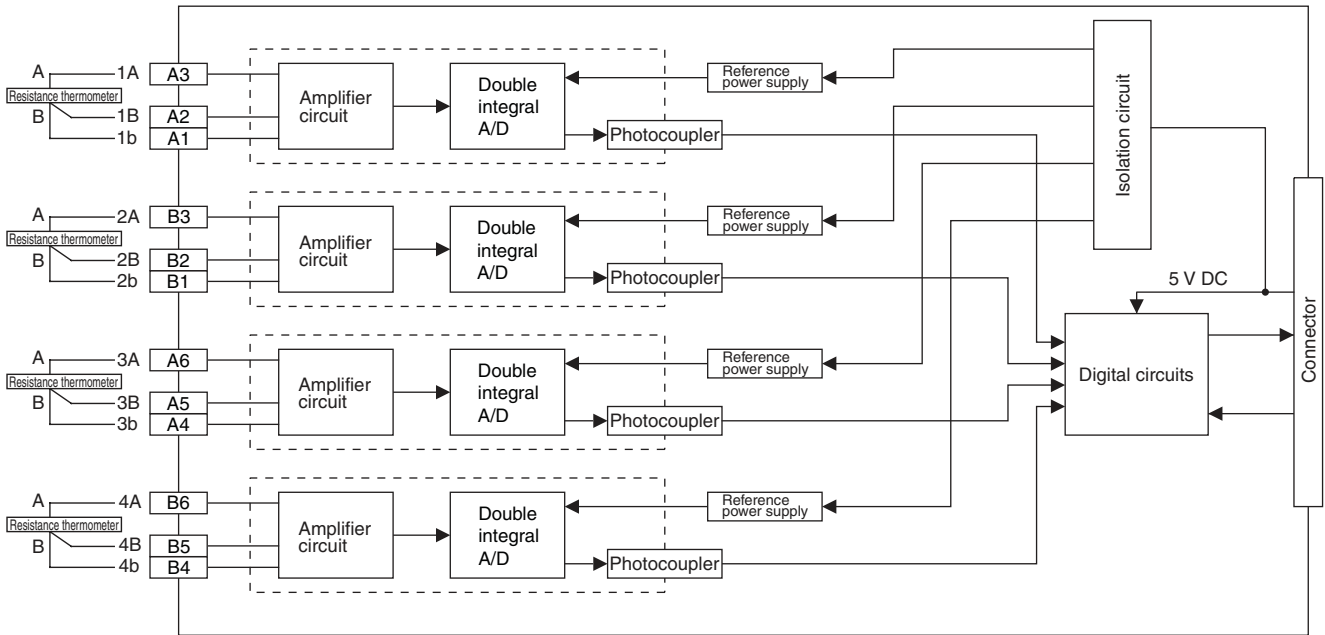 A
1A
A3
Resistance thermometer
B
1B
A2
1b
A1
Amplifier
circuit
Double
integral
A/D
Reference
power supply
Photocoupler
A
2A
B3
Resistance thermometer
B
2B
B2
2b
B1
Amplifier
circuit
Double
integral
A/D
Reference
power supply
Photocoupler
A
3A
A6
Resistance thermometer
B
3B
A5
3b
A4
Amplifier
circuit
Double
integral
A/D
Reference
power supply
Photocoupler
A
4A
B6
Resistance thermometer
B
4B
B5
4b
B4
Amplifier
circuit
Double
integral
A/D
Reference
power supply
Photocoupler
Isolation circuit
5 V DC
Digital circuits
Connector